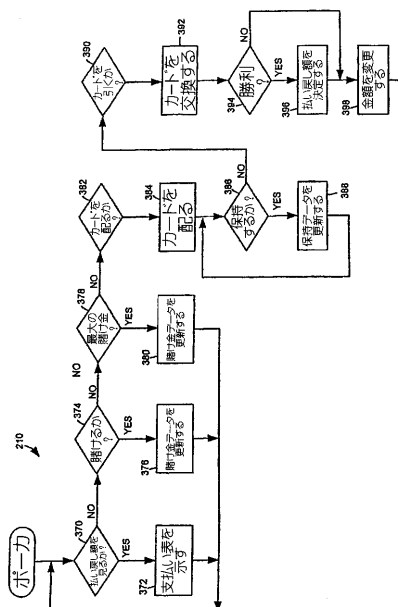 ポーカ
210
370
払い戻し額を
見るか?
NO
YES
372
支払い表を
示す
374
賭けるか
?
NO
NO
YES
376
賭け金データを
更新する
378
最大の
賭け金
?
NO
YES
380
賭け金データを
更新する
382
カードを
配るか
?
384
カードを
配る
386
保持
するか?
NO
YES
388
保持データを
更新する
390
カードを
引くか
?
392
カードを
交換する
394
勝利
?
NO
YES
396
払い戻し額を
決定する
398
金額を変更
する